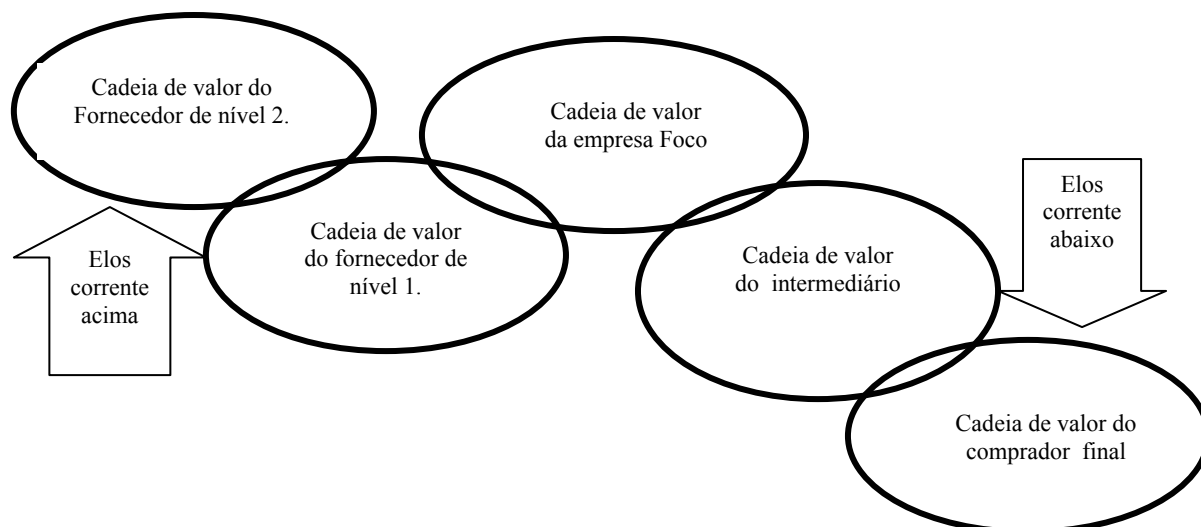 Cadeia de valor do
Fornecedor de nível 2.
Cadeia de valor
da empresa Foco
Elos
corrente
acima
Cadeia de valor
do fornecedor de
nível 1.
Cadeia de valor
do intermediário
Elos
corrente
abaixo
Cadeia de valor do
comprador final